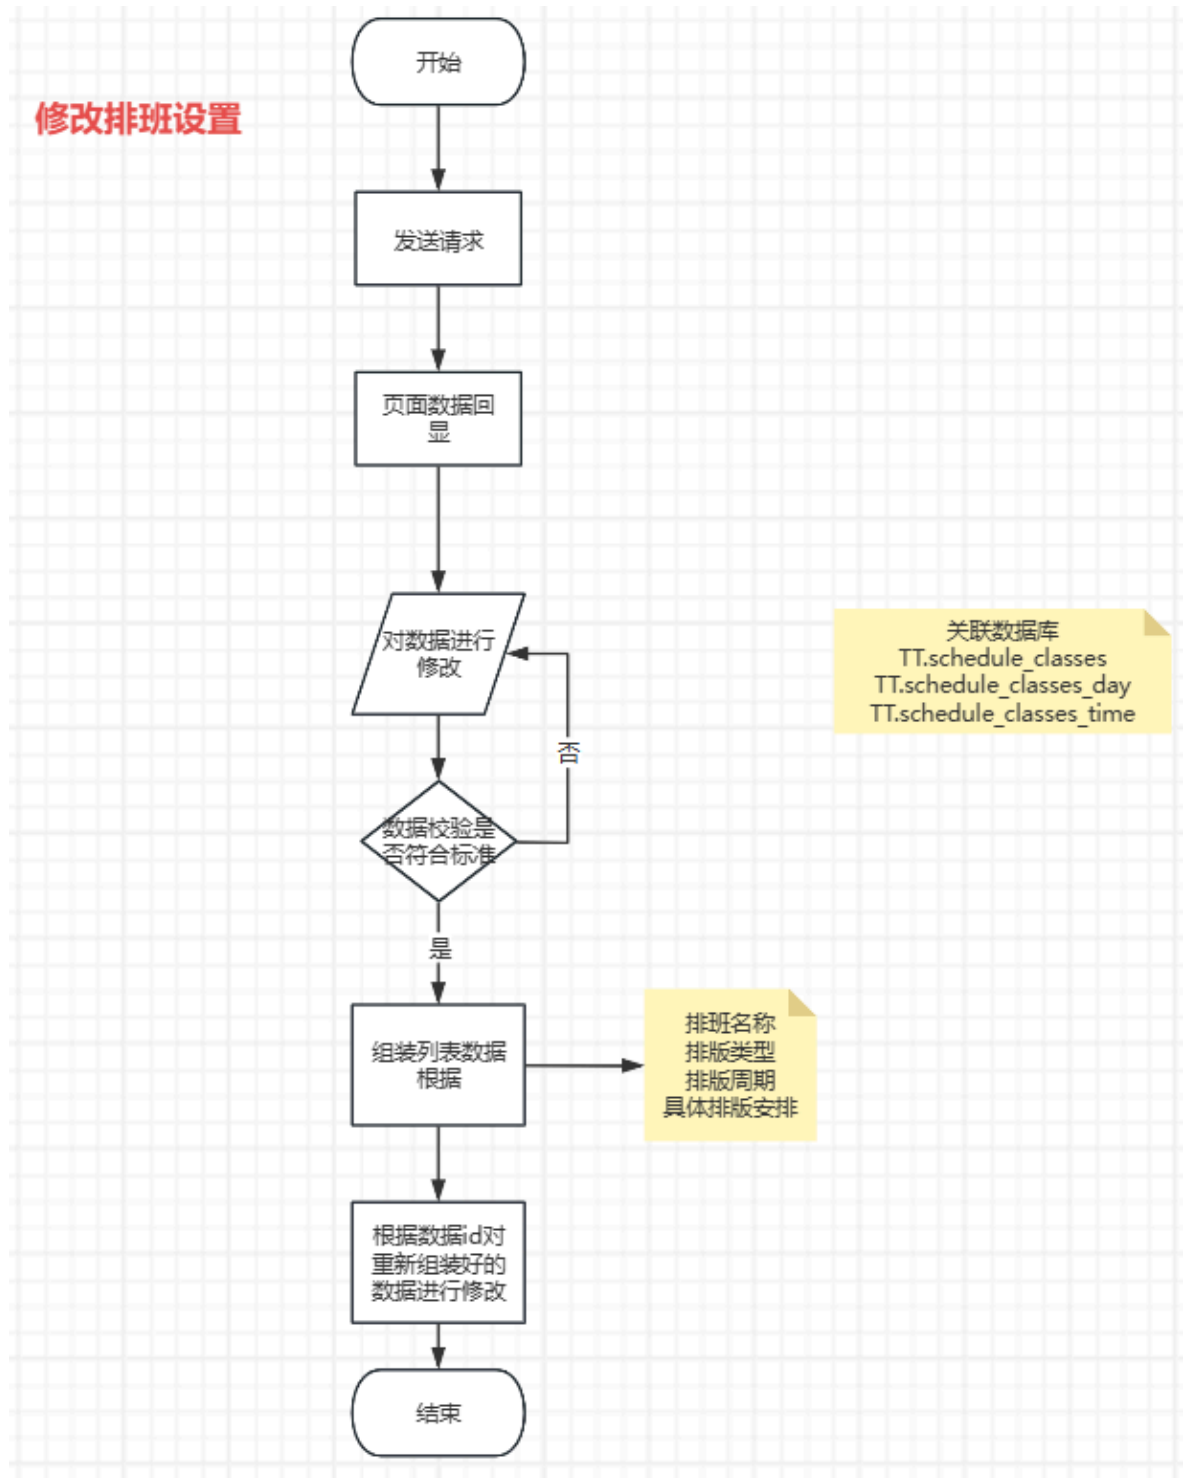 开始
修改排班设置
发送请求
页面数据回
显
对数据进行
修改
关联数据库
TT.schedule_classes
TT.schedule_classes_day
TT.schedule_classes_time
否
数据校验是
否符合标准
是
组装列表数据
根据
排班名称
排版类型
排版周期
具体排版安排
根据数据id对
重新组装好的
数据进行修改
结束